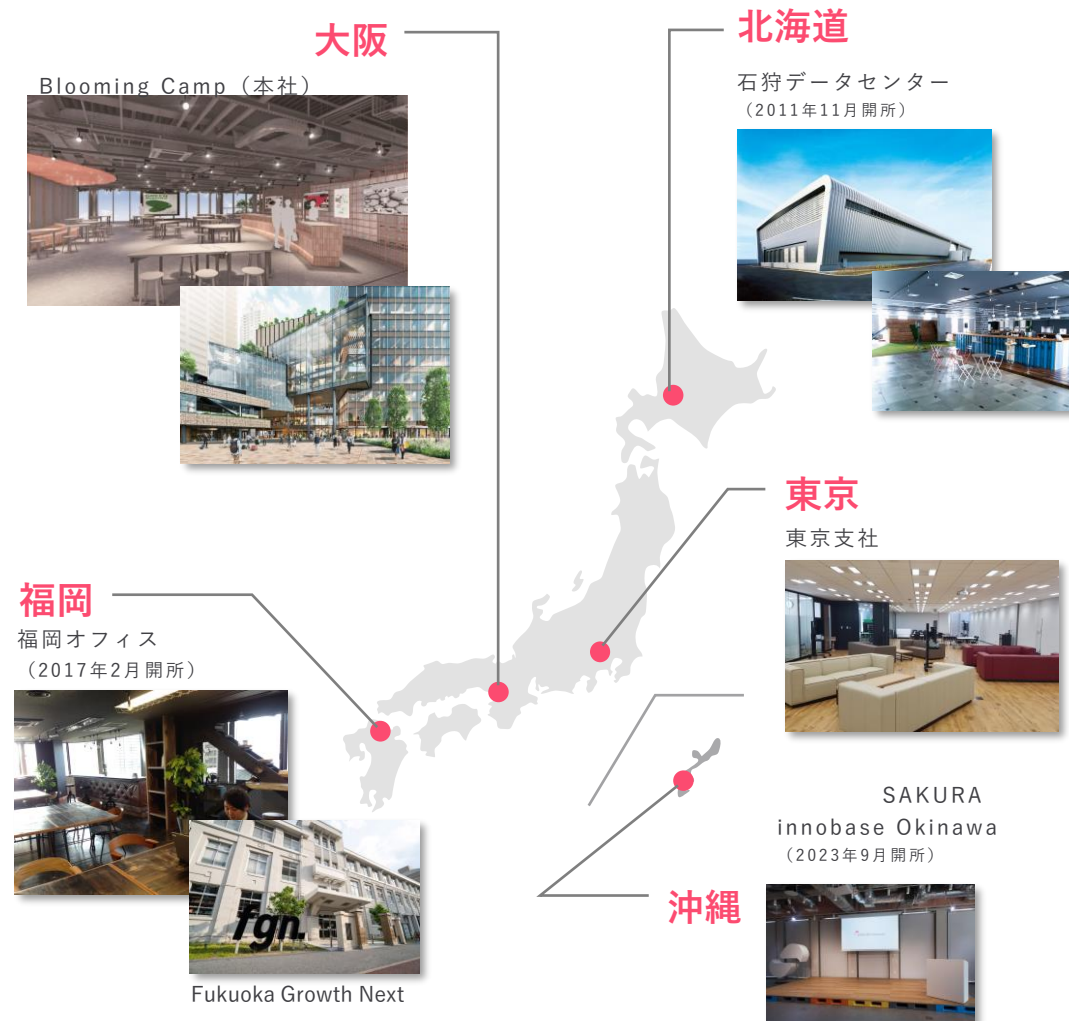 大阪
Blooming Camp（本社）
北海道
石狩データセンター
（2011年11月開所）
東京
東京支社
福岡
福岡オフィス
（2017年2月開所）
fgn.
Fukuoka Growth Next
SAKURA
innobase Okinawa
（2023年9月開所）
沖縄